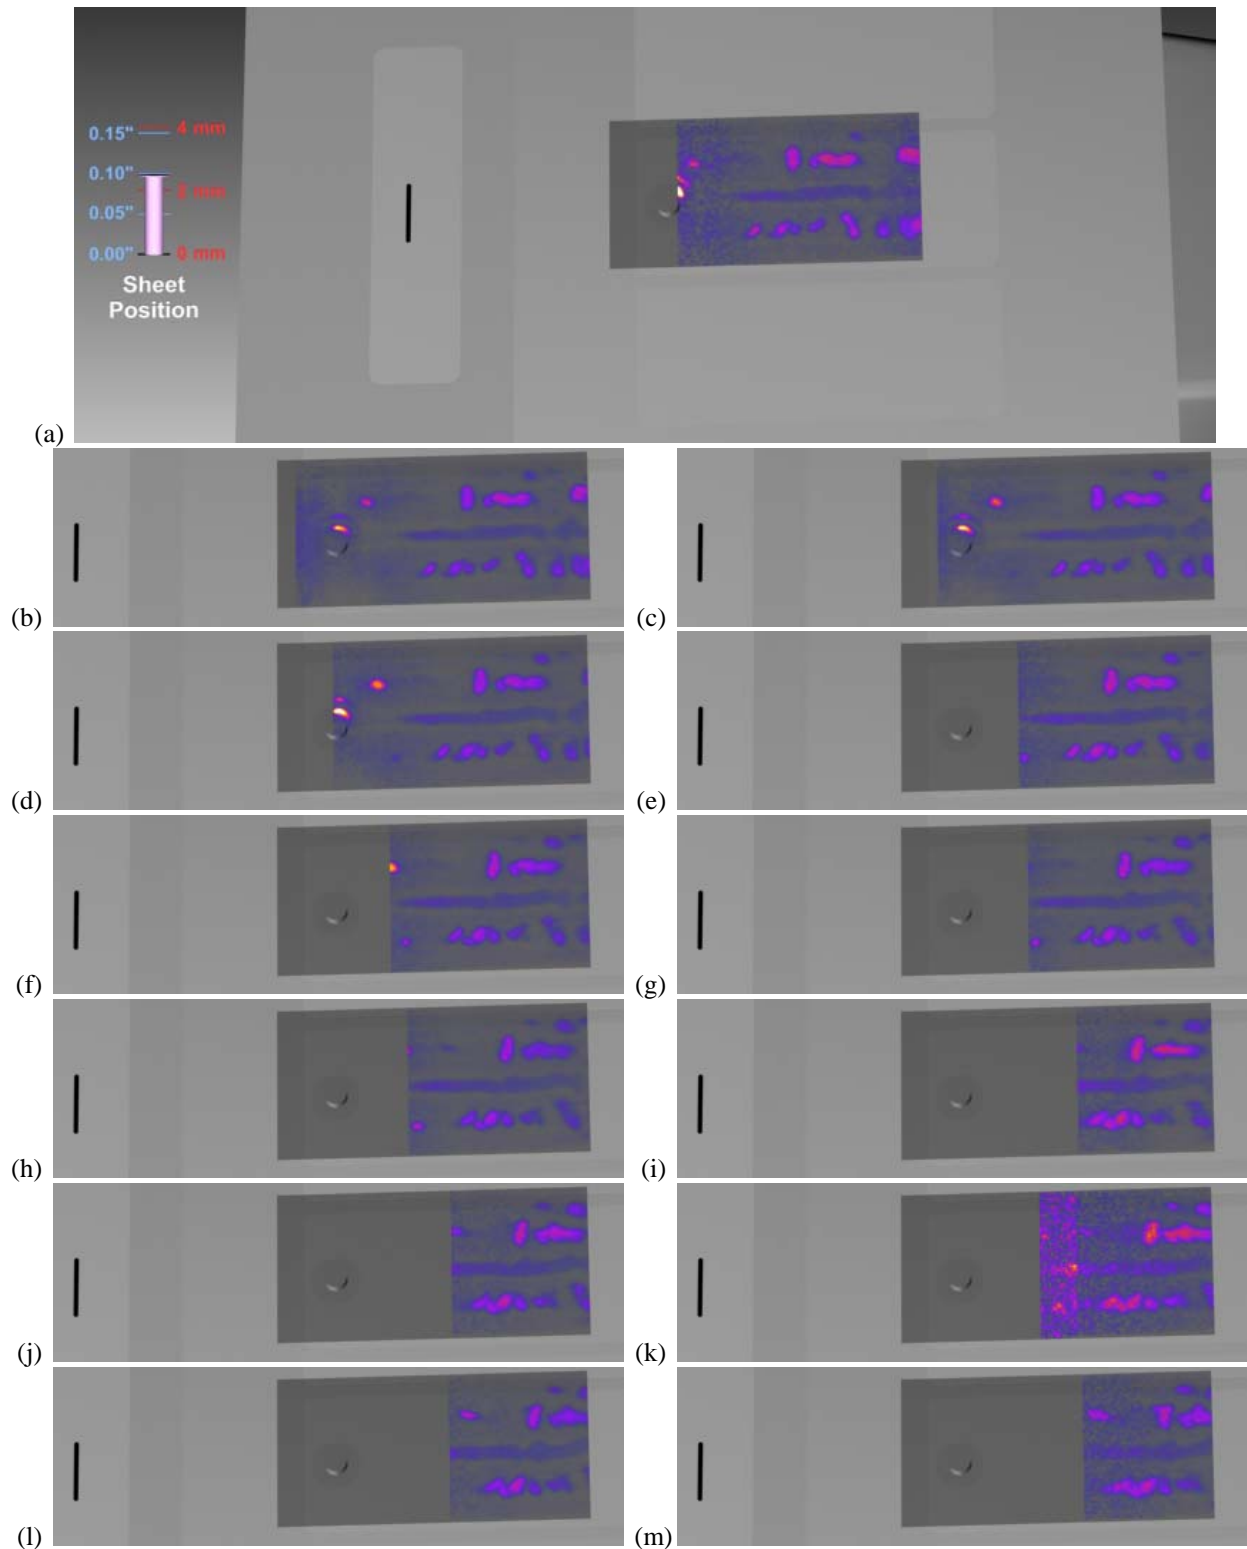 0.15" 4 mm
0.10"
2 mm
0.05"
0.00" 0 mm
Sheet
Position
(a)
(b) (c)
(d) (e)
(f) (g)
(h) (i)
(j) (k)
(l) (m)